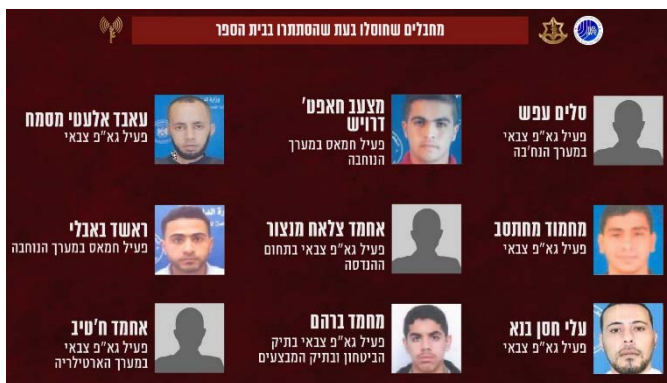 מחבלים שחוסלו בעת שהסתתרו בבית הספר
סלים עפש
פעיל גא"פ צבאי
במערך הנח'בה
מצעב חאפט'
דרויש
פעיל חמאס במערך
הנוחבה
עאבד אלעטי מסמח
פעיל גא"פ צבאי
מחמוד מחתסב
פעיל גא"פ צבאי
אחמד צלאח מנצור
פעיל גא"פ צבאי בתחום
ההנדסה
ראשד באבלי
פעיל חמאס במערך הנוחבה
עלי חסן בנא
פעיל גא"פ צבאי
מחמד ברהם
פעיל גא"פ צבאי בתיק
הביטחון ובתיק המבצעים
אחמד ח'טיב
פעיל גא"פ צבאי
במערך הארטילריה